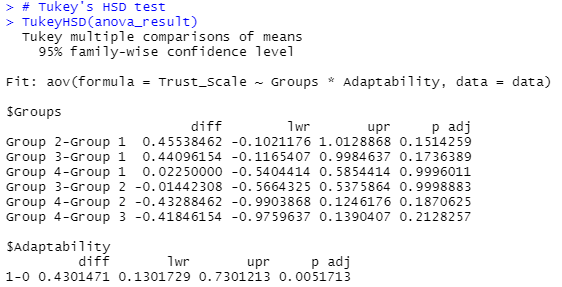 > # Tukey's HSD test
> TukeyHSD(anova_result)
  Tukey multiple comparisons of means
    95% family-wise confidence level

Fit: aov(formula = Trust_Scale ~ Groups * Adaptability, data = data)

$Groups
                       diff        lwr       upr     p adj
Group 2-Group 1  0.45538462 -0.1021176 1.0128868 0.1514259
Group 3-Group 1  0.44096154 -0.1165407 0.9984637 0.1736389
Group 4-Group 1  0.02250000 -0.5404414 0.5854414 0.9996011
Group 3-Group 2 -0.01442308 -0.5664325 0.5375864 0.9998883
Group 4-Group 2 -0.43288462 -0.9903868 0.1246176 0.1870625
Group 4-Group 3 -0.41846154 -0.9759637 0.1390407 0.2128257

$Adaptability
         diff       lwr       upr     p adj
1-0 0.4301471 0.1301729 0.7301213 0.0051713